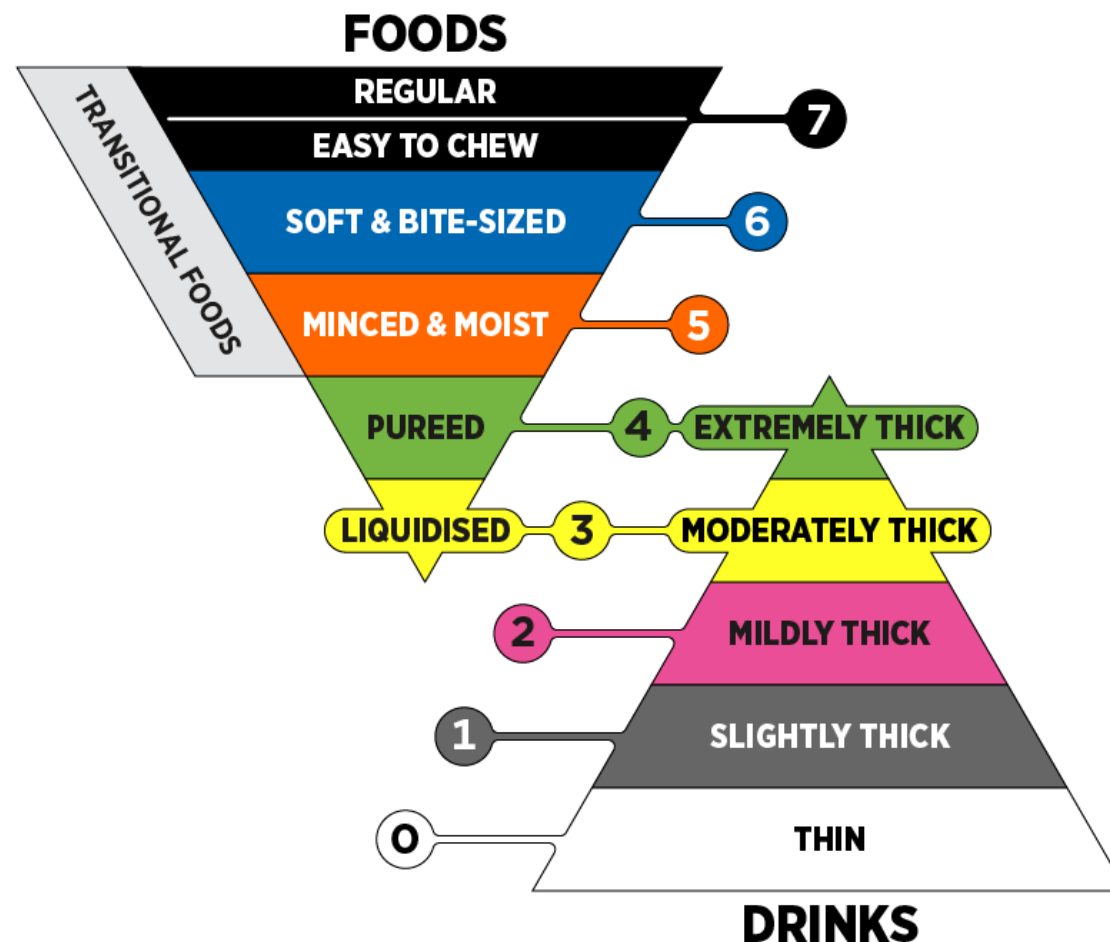 FOODS
TRANSITIONAL FOODS
REGULAR
7
EASY TO CHEW
SOFT & BITE-SIZED
6
MINCED & MOIST
5
PUREED
4
EXTREMELY THICK
LIQUIDISED
3
MODERATELY THICK
2
MILDLY THICK
1
SLIGHTLY THICK
0
THIN
DRINKS